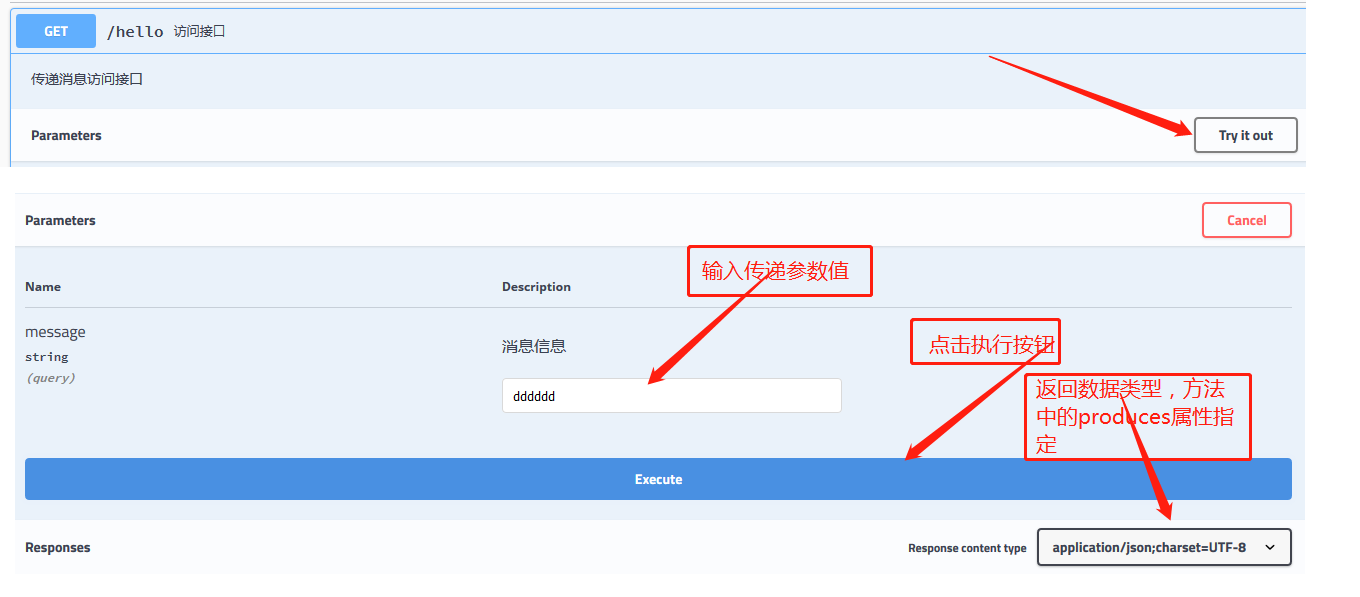 GET /hello 访问接口
传递消息访问接口
Parameters
Try it out
Parameters
Cancel
输入传递参数值
Name
Description
message
string
(query)
消息信息
点击执行按钮
dddddd
返回数据类型，方法
中的produces属性指
定
Execute
Responses
Response content type
application/json;charset=UTF-8